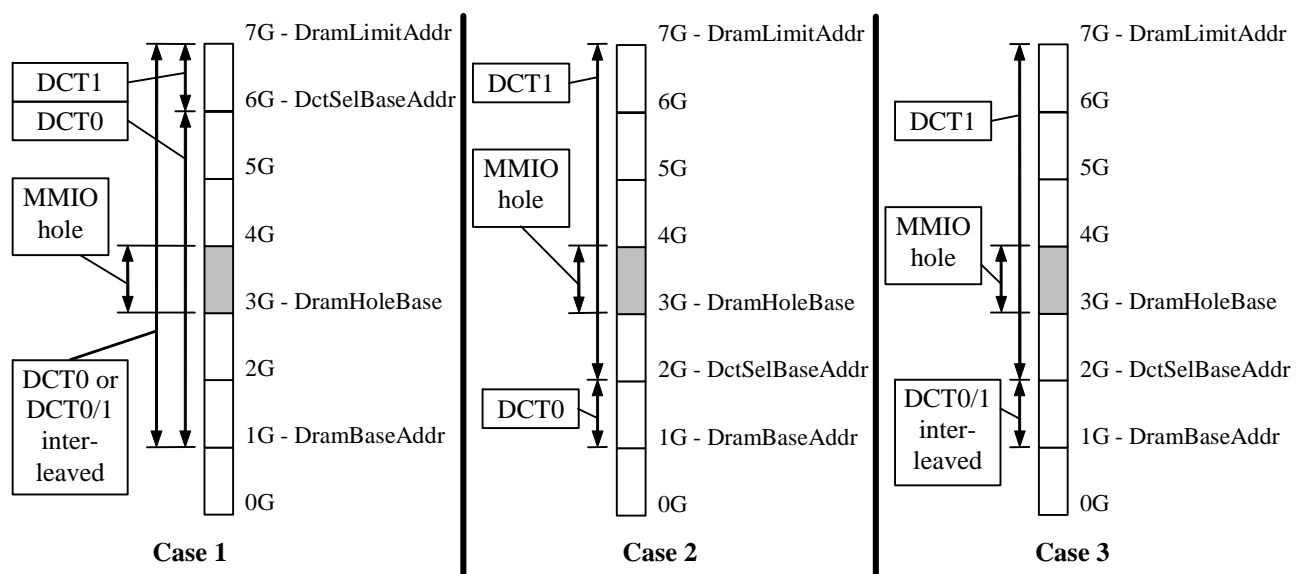 7G - DramLimitAddr
DCT1
6G - DctSelBaseAddr
DCT0
5G
MMIO
hole
4G
3G - DramHoleBase
2G
DCT0 or
DCT0/1
inter-
leaved
1G - DramBaseAddr
0G
Case 1
7G - DramLimitAddr
DCT1
6G
5G
MMIO
hole
4G
3G - DramHoleBase
2G - DctSelBaseAddr
DCT0
1G - DramBaseAddr
0G
Case 2
7G - DramLimitAddr
6G
DCT1
5G
MMIO
hole
4G
3G - DramHoleBase
2G - DctSelBaseAddr
DCT0/1
inter-
leaved
1G - DramBaseAddr
0G
Case 3